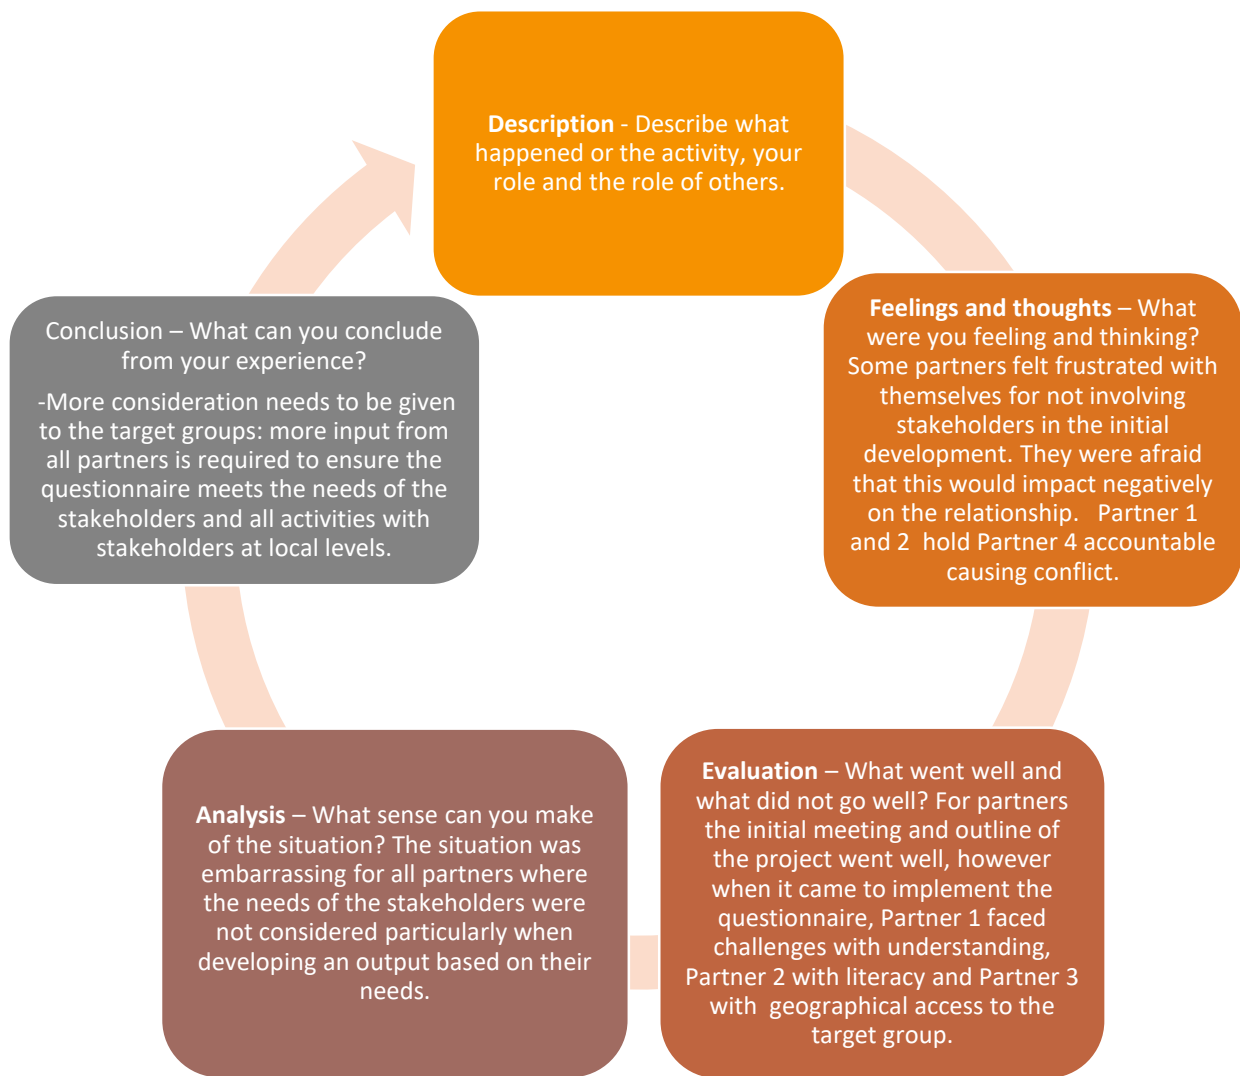 Description - Describe what
happened or the activity, your
role and the role of others.
Feelings and thoughts – What
were you feeling and thinking?
Some partners felt frustrated with
themselves for not involving
stakeholders in the initial
development. They were afraid
that this would impact negatively
on the relationship.   Partner 1
and 2  hold Partner 4 accountable
causing conflict.
Evaluation – What went well and
what did not go well? For partners
the initial meeting and outline of
the project went well, however
when it came to implement the
questionnaire, Partner 1 faced
challenges with understanding,
Partner 2 with literacy and Partner 3
with  geographical access to the
target group.
Analysis – What sense can you make
of the situation? The situation was
embarrassing for all partners where
the needs of the stakeholders were
not considered particularly when
developing an output based on their
needs.
Conclusion – What can you conclude
from your experience?
-More consideration needs to be given
to the target groups: more input from
all partners is required to ensure the
questionnaire meets the needs of the
stakeholders and all activities with
stakeholders at local levels.